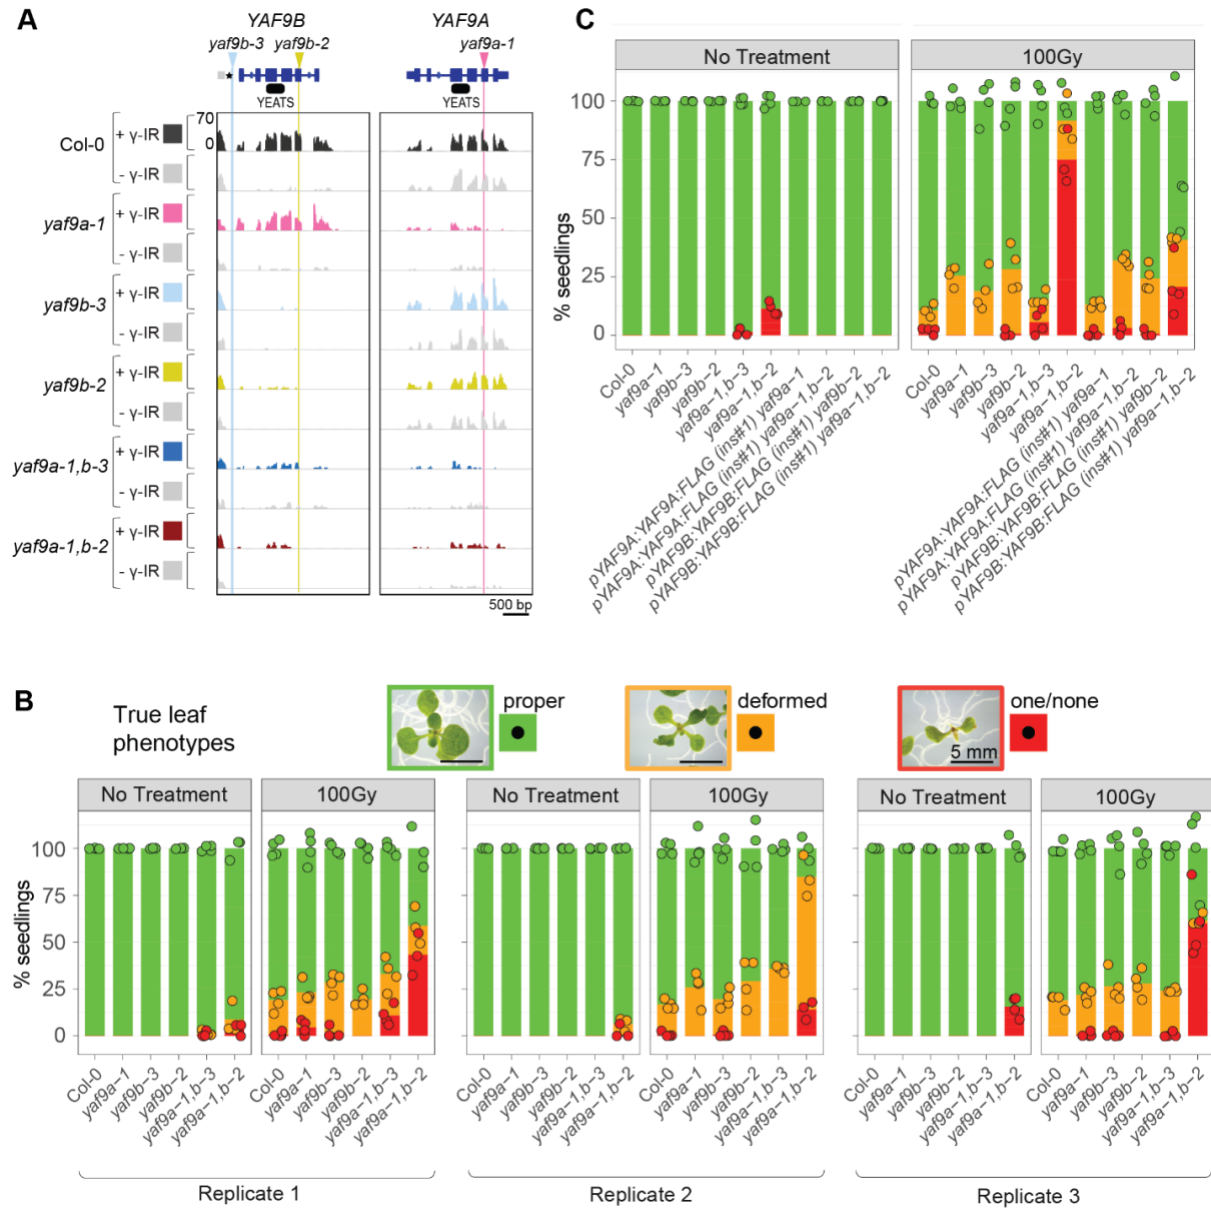 A
YAF9B YAF9A
yaf9b-3 yaf9b-2 yaf9a-1
YEATS YEATS
70
0
Col-0 + γ-IR
- γ-IR
yaf9a-1 + γ-IR
- γ-IR
yaf9b-3 + γ-IR
- γ-IR
yaf9b-2 + γ-IR
- γ-IR
yaf9a-1,b-3 + γ-IR
- γ-IR
yaf9a-1,b-2 + γ-IR
- γ-IR
500 bp
C
No Treatment 100Gy
% seedlings
100
75
50
25
0
Col-0
yaf9a-1
yaf9b-3
yaf9b-2
yaf9a-1,b-3
yaf9a-1,b-2
pYAF9A:YAF9A:FLAG (ins#1) yaf9a-1
pYAF9A:YAF9A:FLAG (ins#1) yaf9a-1,b-2
pYAF9B:YAF9B:FLAG (ins#1) yaf9b-2
pYAF9B:YAF9B:FLAG (ins#1) yaf9a-1,b-2
Col-0
yaf9a-1
yaf9b-3
yaf9b-2
yaf9a-1,b-3
yaf9a-1,b-2
pYAF9A:YAF9A:FLAG (ins#1) yaf9a-1
pYAF9A:YAF9A:FLAG (ins#1) yaf9a-1,b-2
pYAF9B:YAF9B:FLAG (ins#1) yaf9b-2
pYAF9B:YAF9B:FLAG (ins#1) yaf9a-1,b-2
B
True leaf
phenotypes
proper
deformed
one/none
5 mm
No Treatment 100Gy No Treatment 100Gy No Treatment 100Gy
% seedlings
100
75
50
25
0
Col-0
yaf9a-1
yaf9b-3
yaf9b-2
yaf9a-1,b-3
yaf9a-1,b-2
Col-0
yaf9a-1
yaf9b-3
yaf9b-2
yaf9a-1,b-3
yaf9a-1,b-2
Col-0
yaf9a-1
yaf9b-3
yaf9b-2
yaf9a-1,b-3
yaf9a-1,b-2
Col-0
yaf9a-1
yaf9b-3
yaf9b-2
yaf9a-1,b-3
yaf9a-1,b-2
Col-0
yaf9a-1
yaf9b-3
yaf9b-2
yaf9a-1,b-3
yaf9a-1,b-2
Col-0
yaf9a-1
yaf9b-3
yaf9b-2
yaf9a-1,b-3
yaf9a-1,b-2
Replicate 1 Replicate 2 Replicate 3